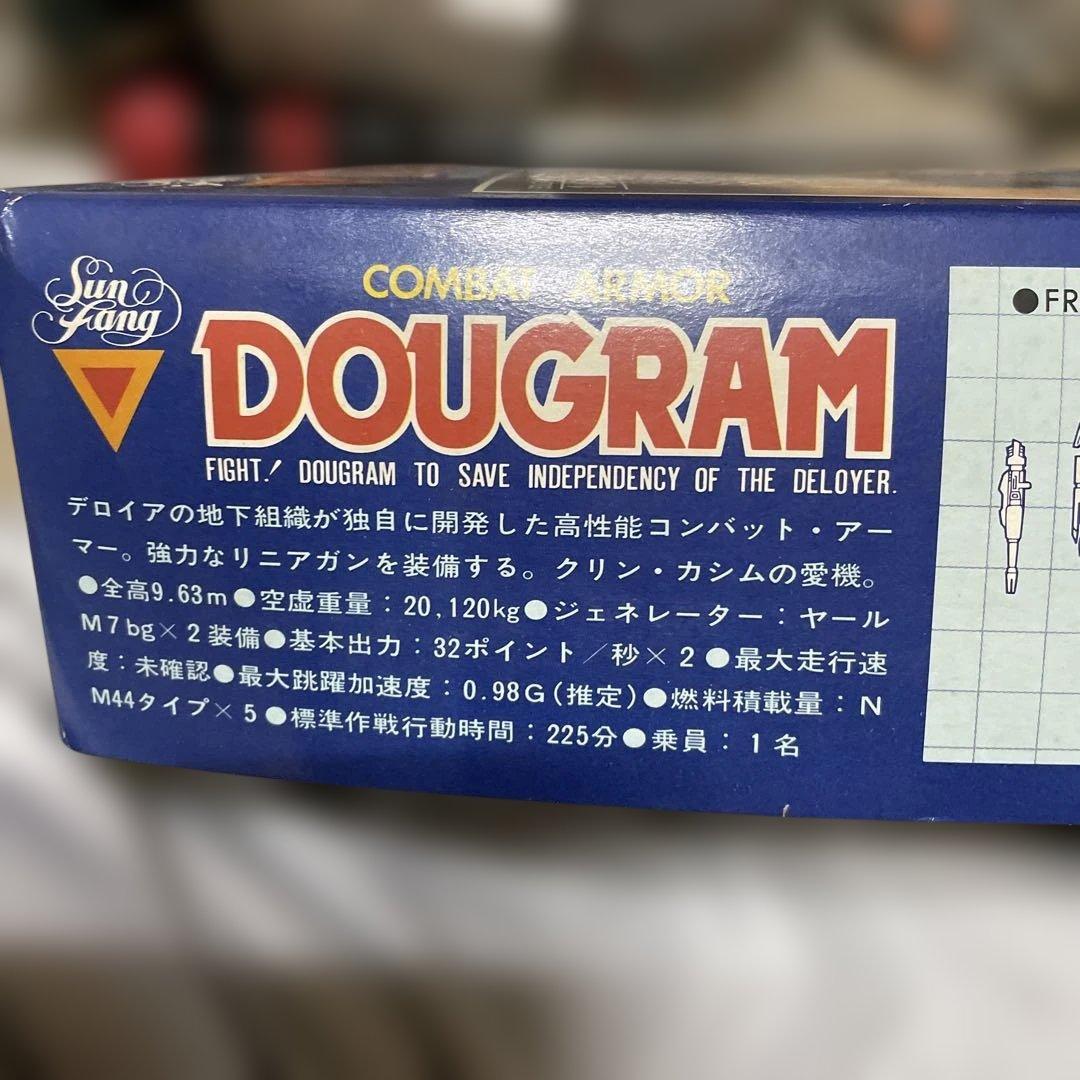 Sun
Fang
COMBAT ARMOR
DOUGRAM
FIGHT! DOUGRAM TO SAVE INDEPENDENCY OF THE DELOYER.
デロイアの地下組織が独自に開発した高性能コンバット・アー
マー。強力なリニアガンを装備する。クリン・カシムの愛機。
●全高9.63m●空虚重量：20,120kg●ジェネレーター：ヤール
M7bg×2装備●基本出力：32ポイント／秒×2●最大走行速
度：未確認●最大跳躍加速度：0.98G(推定)●燃料積載量：N
M44タイプ×5●標準作戦行動時間：225分●乗員：1名
●FR